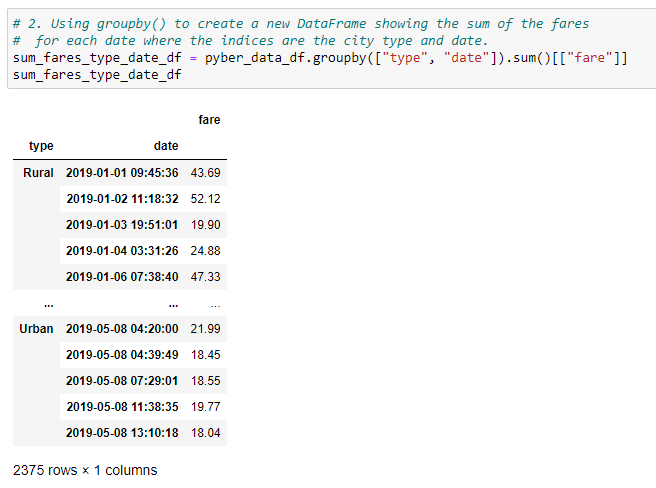 # 2. Using groupby() to create a new DataFrame showing the sum of the fares
#  for each date where the indices are the city type and date.
sum_fares_type_date_df = pyber_data_df.groupby(["type", "date"]).sum()[["fare"]]
sum_fares_type_date_df
fare
type date
Rural 2019-01-01 09:45:36 43.69
2019-01-02 11:18:32 52.12
2019-01-03 19:51:01 19.90
2019-01-04 03:31:26 24.88
2019-01-06 07:38:40 47.33
... ... ...
Urban 2019-05-08 04:20:00 21.99
2019-05-08 04:39:49 18.45
2019-05-08 07:29:01 18.55
2019-05-08 11:38:35 19.77
2019-05-08 13:10:18 18.04
2375 rows × 1 columns